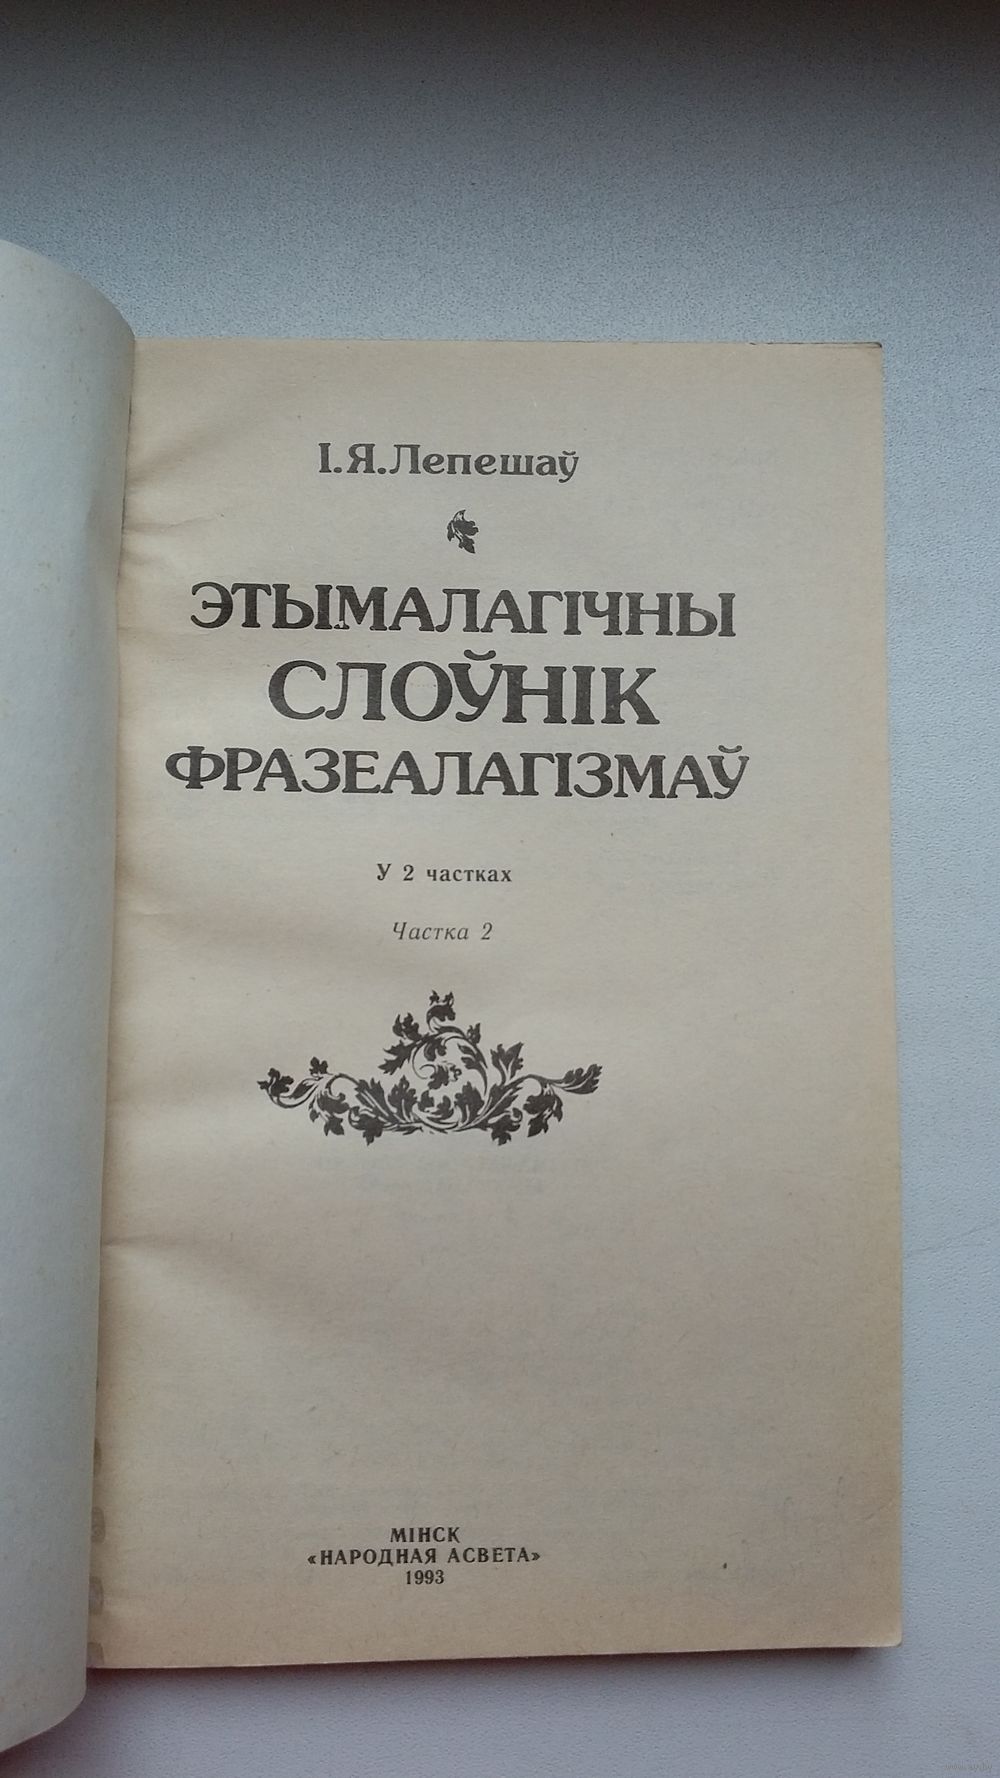 І.Я.Лепешаў
ЭТЫМАЛАГІЧНЫ
СЛОЎНІК
ФРАЗЕАЛАГІЗМАЎ
У 2 частках
Частка 2
МІНСК
«НАРОДНАЯ АСВЕТА»
1993